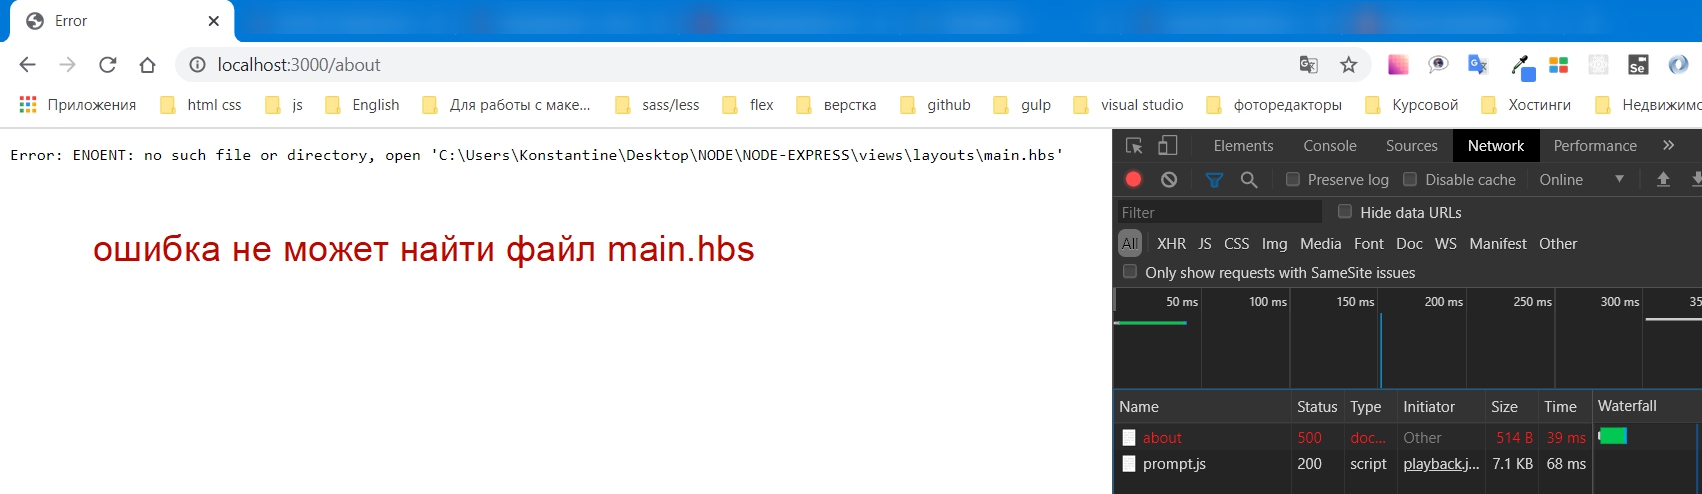 Error
localhost:3000/about
Приложения html css js English Для работы с маке... sass/less flex верстка github gulp visual studio фоторедакторы Курсовой Хостинги Недвижимо
Error: ENOENT: no such file or directory, open 'C:\Users\Konstantine\Desktop\NODE\NODE-EXPRESS\views\layouts\main.hbs'
ошибка не может найти файл main.hbs
Elements Console Sources Network Performance »
Preserve log Disable cache Online
Filter Hide data URLs
All XHR JS CSS Img Media Font Doc WS Manifest Other
Only show requests with SameSite issues
50 ms 100 ms 150 ms 200 ms 250 ms 300 ms 35
Name Status Type Initiator Size Time Waterfall
about 500 doc... Other 514 B 39 ms
prompt.js 200 script playback.j... 7.1 KB 68 ms